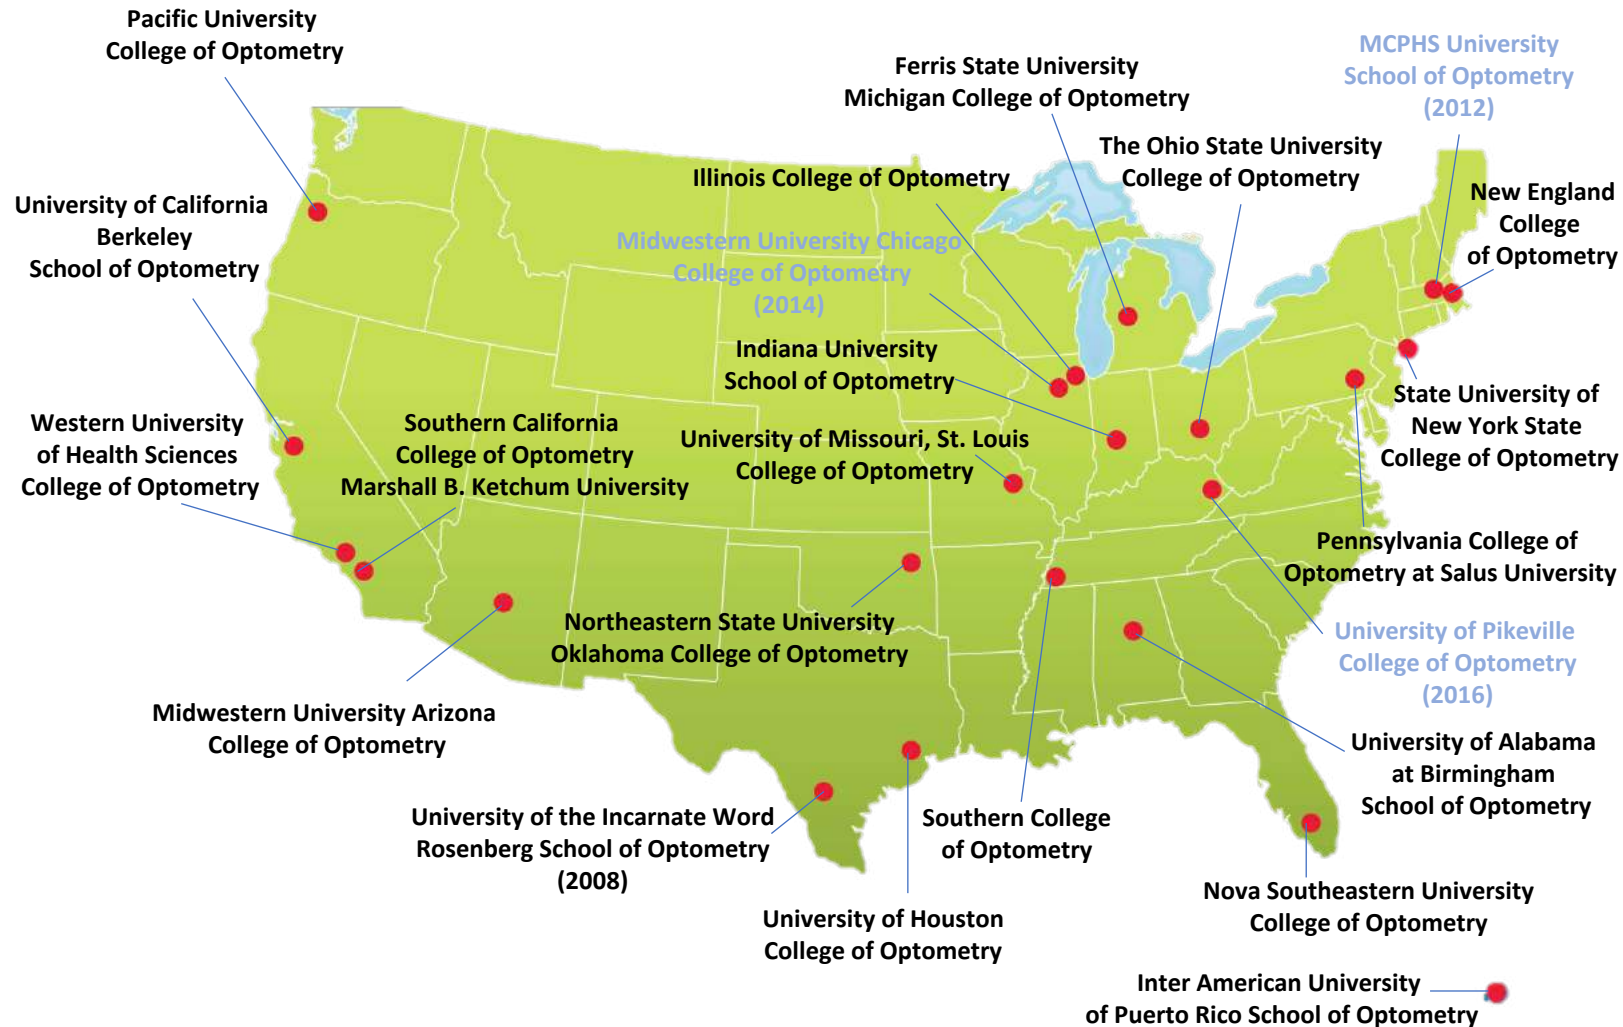 Pacific University
College of Optometry
MCPHS University
School of Optometry
(2012)
Ferris State University
Michigan College of Optometry
The Ohio State University
College of Optometry
Illinois College of Optometry
New England
College
of Optometry
University of California
Berkeley
School of Optometry
Midwestern University Chicago
College of Optometry
(2014)
Indiana University
School of Optometry
State University of
New York State
College of Optometry
Western University
of Health Sciences
College of Optometry
Southern California
College of Optometry
Marshall B. Ketchum University
University of Missouri, St. Louis
College of Optometry
Pennsylvania College of
Optometry at Salus University
Northeastern State University
Oklahoma College of Optometry
University of Pikeville
College of Optometry
(2016)
Midwestern University Arizona
College of Optometry
University of Alabama
at Birmingham
School of Optometry
University of the Incarnate Word
Rosenberg School of Optometry
(2008)
Southern College
of Optometry
Nova Southeastern University
College of Optometry
University of Houston
College of Optometry
Inter American University
of Puerto Rico School of Optometry